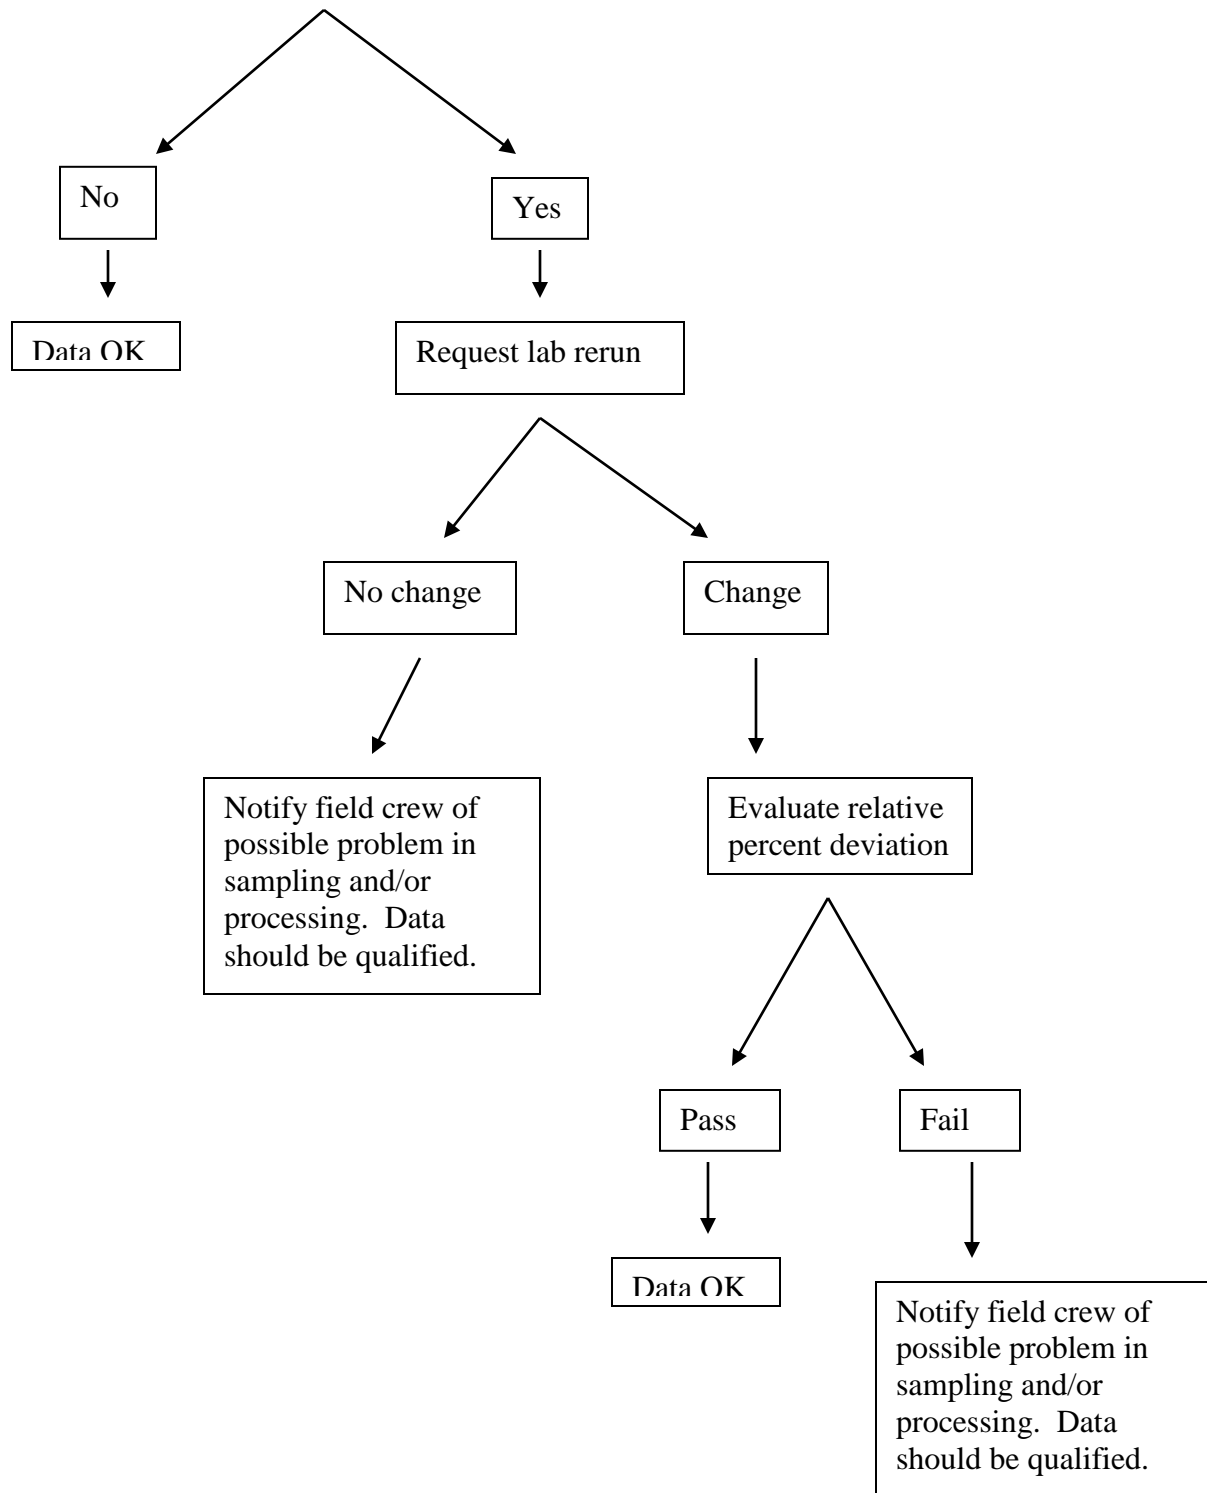 No
Yes
Data OK
Request lab rerun
No change
Change
Notify field crew of
possible problem in
sampling and/or
processing.  Data
should be qualified.
Evaluate relative
percent deviation
Pass
Fail
Data OK
Notify field crew of
possible problem in
sampling and/or
processing.  Data
should be qualified.